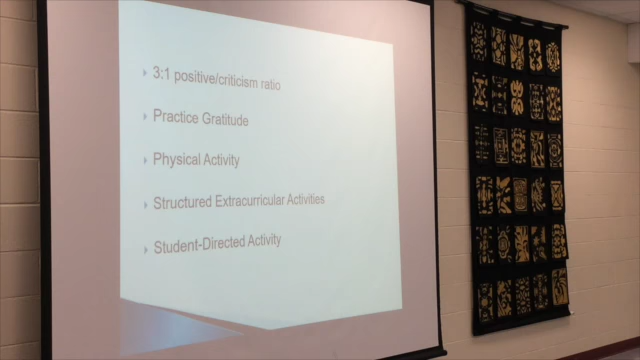 3:1 positive/criticism ratio
Practice Gratitude
Physical Activity
Structured Extracurricular Activities
Student-Directed Activity